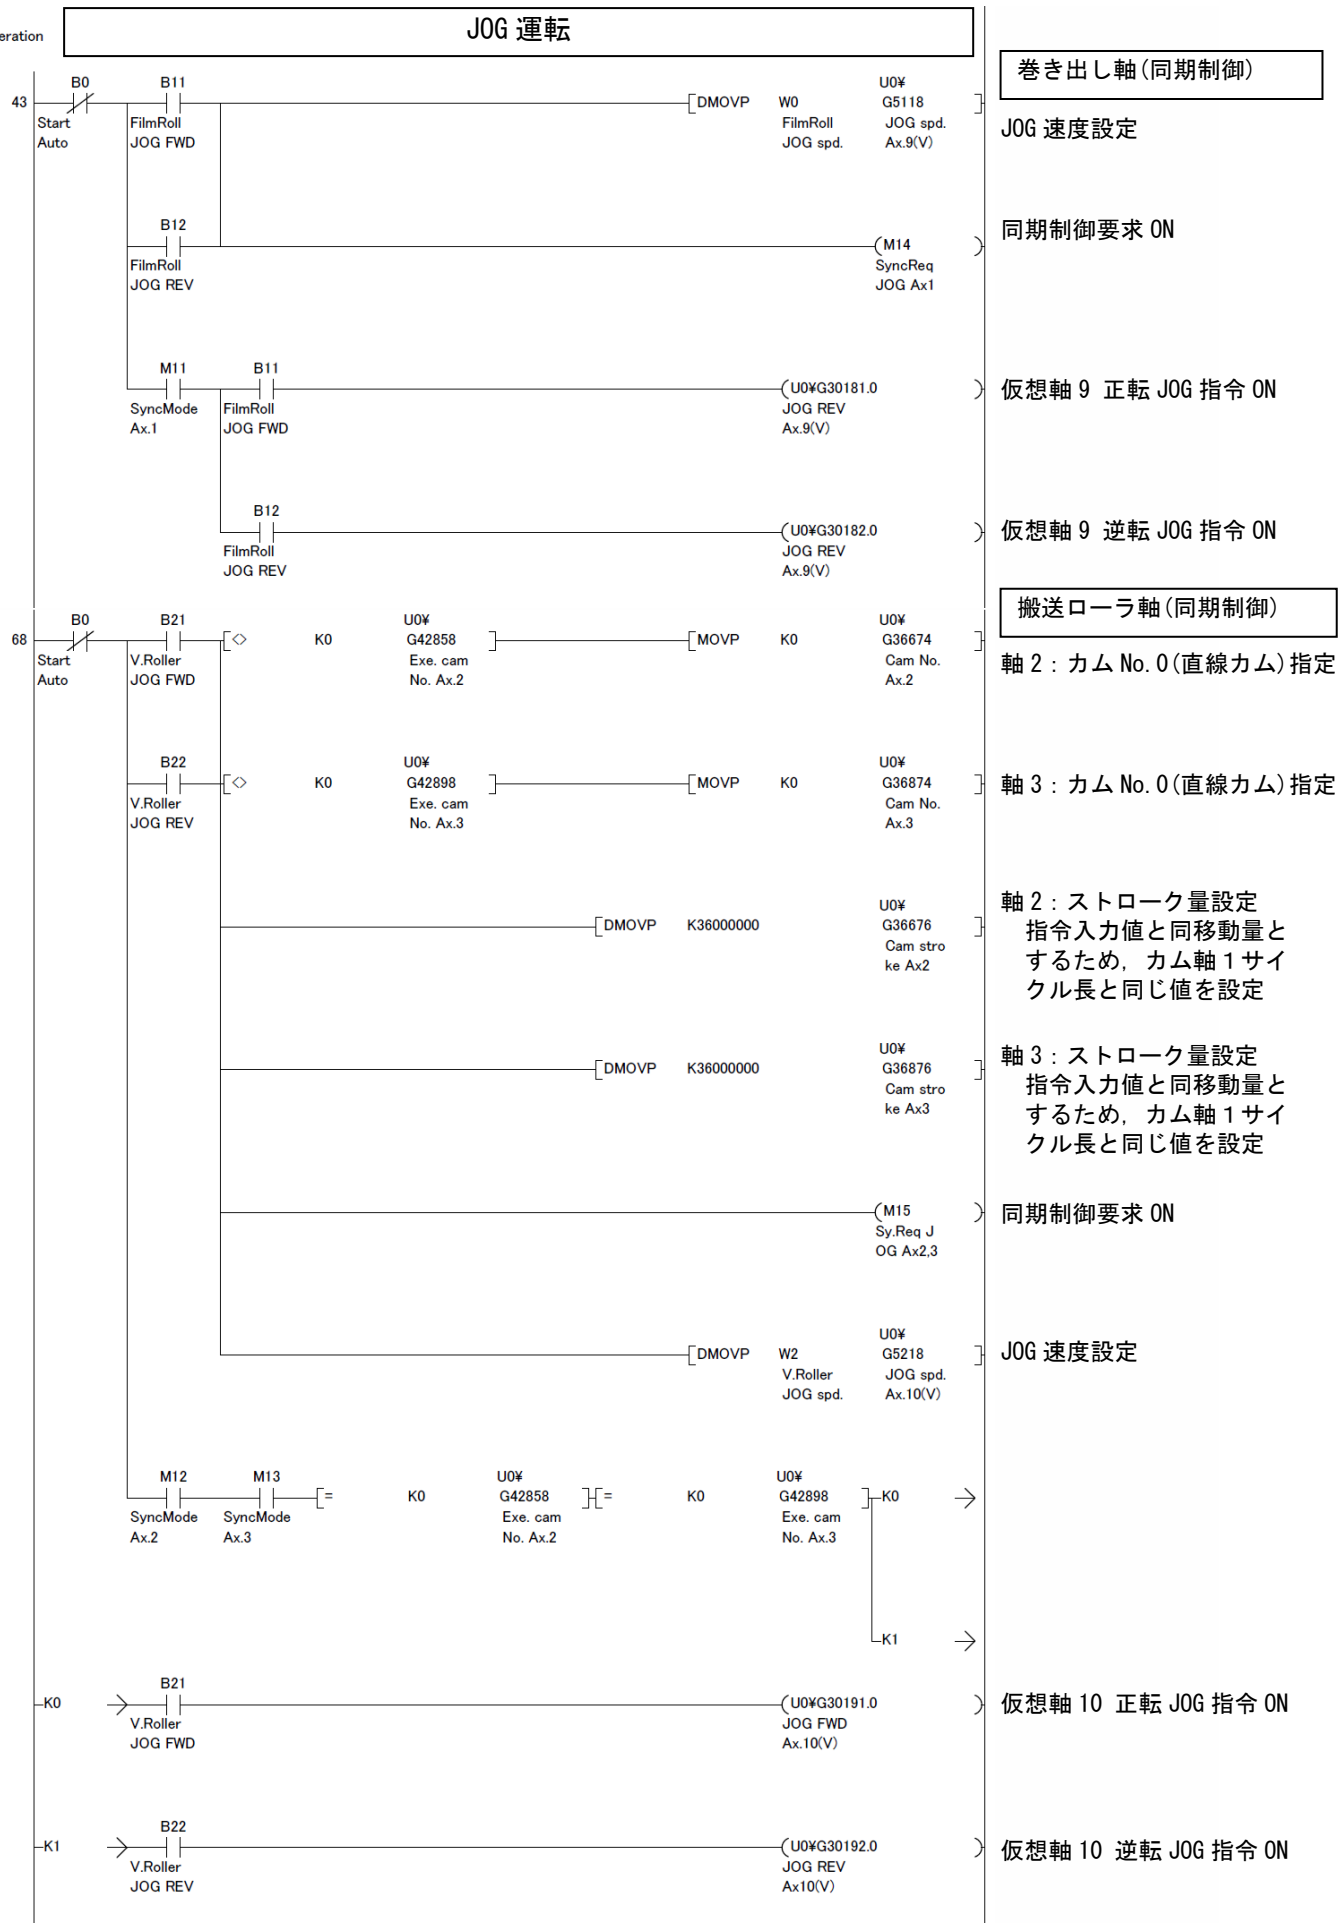 eration
JOG 運転
巻き出し軸(同期制御)
B0 B11 U0¥
43 DMOVP W0 G5118
Start FilmRoll FilmRoll JOG spd.
Auto JOG FWD JOG spd. Ax.9(V)
JOG 速度設定
B12
M14
FilmRoll SyncReq
JOG REV JOG Ax1
同期制御要求 ON
M11 B11
U0¥G30181.0
SyncMode FilmRoll JOG REV
Ax.1 JOG FWD Ax.9(V)
仮想軸 9 正転 JOG 指令 ON
B12
U0¥G30182.0
FilmRoll JOG REV
JOG REV Ax.9(V)
仮想軸 9 逆転 JOG 指令 ON
搬送ローラ軸(同期制御)
B0 B21 U0¥ U0¥
68 <> K0 G42858 MOVP K0 G36674
Start V.Roller Exe. cam Cam No.
Auto JOG FWD No. Ax.2 Ax.2
軸 2：カム No.0(直線カム)指定
B22 U0¥ U0¥
<> K0 G42898 MOVP K0 G36874
V.Roller Exe. cam Cam No.
JOG REV No. Ax.3 Ax.3
軸 3：カム No.0(直線カム)指定
U0¥
DMOVP K36000000 G36676
Cam stro
ke Ax2
軸 2：ストローク量設定
指令入力値と同移動量と
するため，カム軸１サイ
クル長と同じ値を設定
U0¥
DMOVP K36000000 G36876
Cam stro
ke Ax3
軸 3：ストローク量設定
指令入力値と同移動量と
するため，カム軸１サイ
クル長と同じ値を設定
M15
Sy.Req J
OG Ax2,3
同期制御要求 ON
U0¥
DMOVP W2 G5218
V.Roller JOG spd.
JOG spd. Ax.10(V)
JOG 速度設定
M12 M13 U0¥ U0¥
= K0 G42858 = K0 G42898 K0
SyncMode SyncMode Exe. cam Exe. cam
Ax.2 Ax.3 No. Ax.2 No. Ax.3
K1
B21
K0 U0¥G30191.0
V.Roller JOG FWD
JOG FWD Ax.10(V)
仮想軸 10 正転 JOG 指令 ON
B22
K1 U0¥G30192.0
V.Roller JOG REV
JOG REV Ax10(V)
仮想軸 10 逆転 JOG 指令 ON